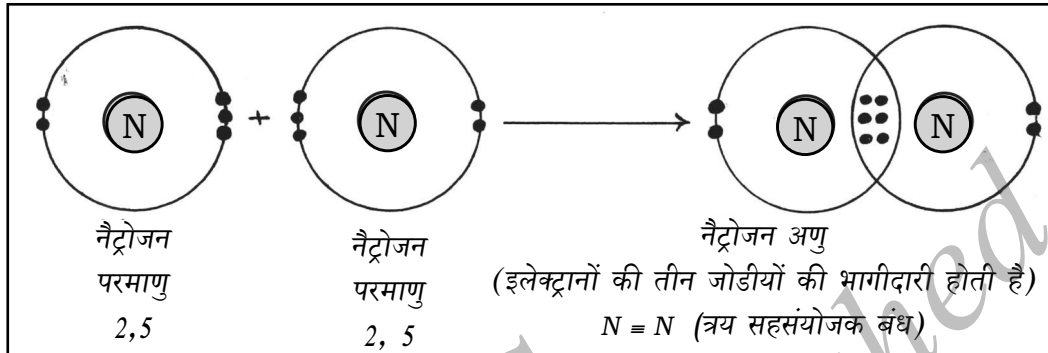 N + N N N
नैट्रोजन नैट्रोजन नैट्रोजन अणु
परमाणु परमाणु (इलेक्ट्रानों की तीन जोडीयों की भागीदारी होती है)
2,5 2, 5 N ≡ N (त्रय सहसंयोजक बंध)